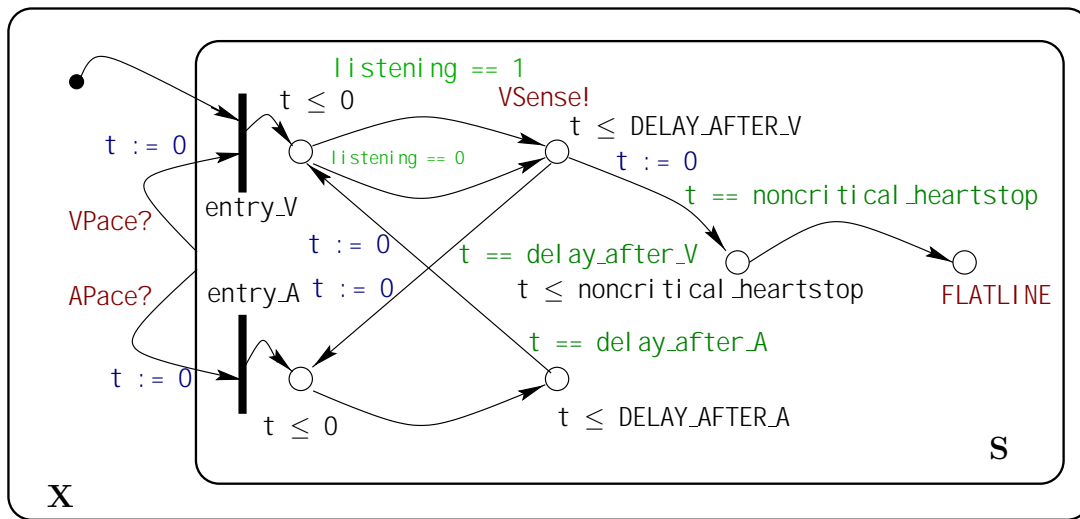 listening == 1
VSense!
t ≤ 0
t ≤ DELAY_AFTER_V
t := 0
listening == 0
t := 0
t == noncritical_heartstop
entry_V
VPace?
t := 0
t == delay_after_V
APace?
entry_A
t := 0
t ≤ noncritical_heartstop
FLATLINE
t == delay_after_A
t := 0
t ≤ 0
t ≤ DELAY_AFTER_A
S
X